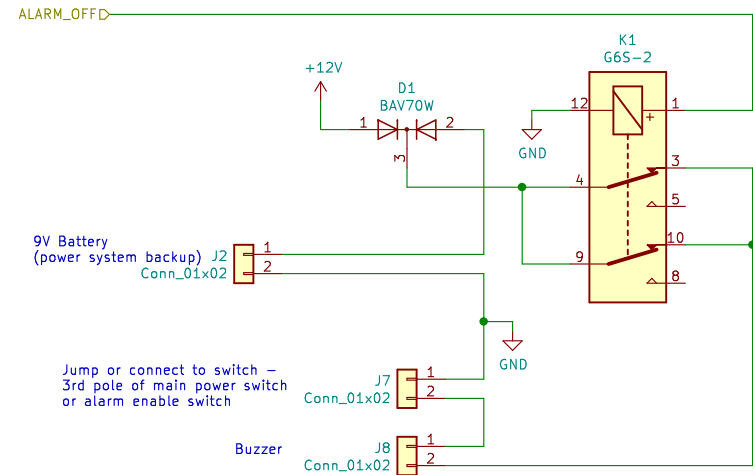 ALARM_OFF
K1
G6S-2
+12V
D1
BAV70W
12
1
+
1
2
GND
3
3
4
5
9V Battery
(power system backup)
J2
Conn_01x02
1
2
10
9
8
GND
Jump or connect to switch -
3rd pole of main power switch
or alarm enable switch
J7
Conn_01x02
1
2
Buzzer
J8
Conn_01x02
1
2